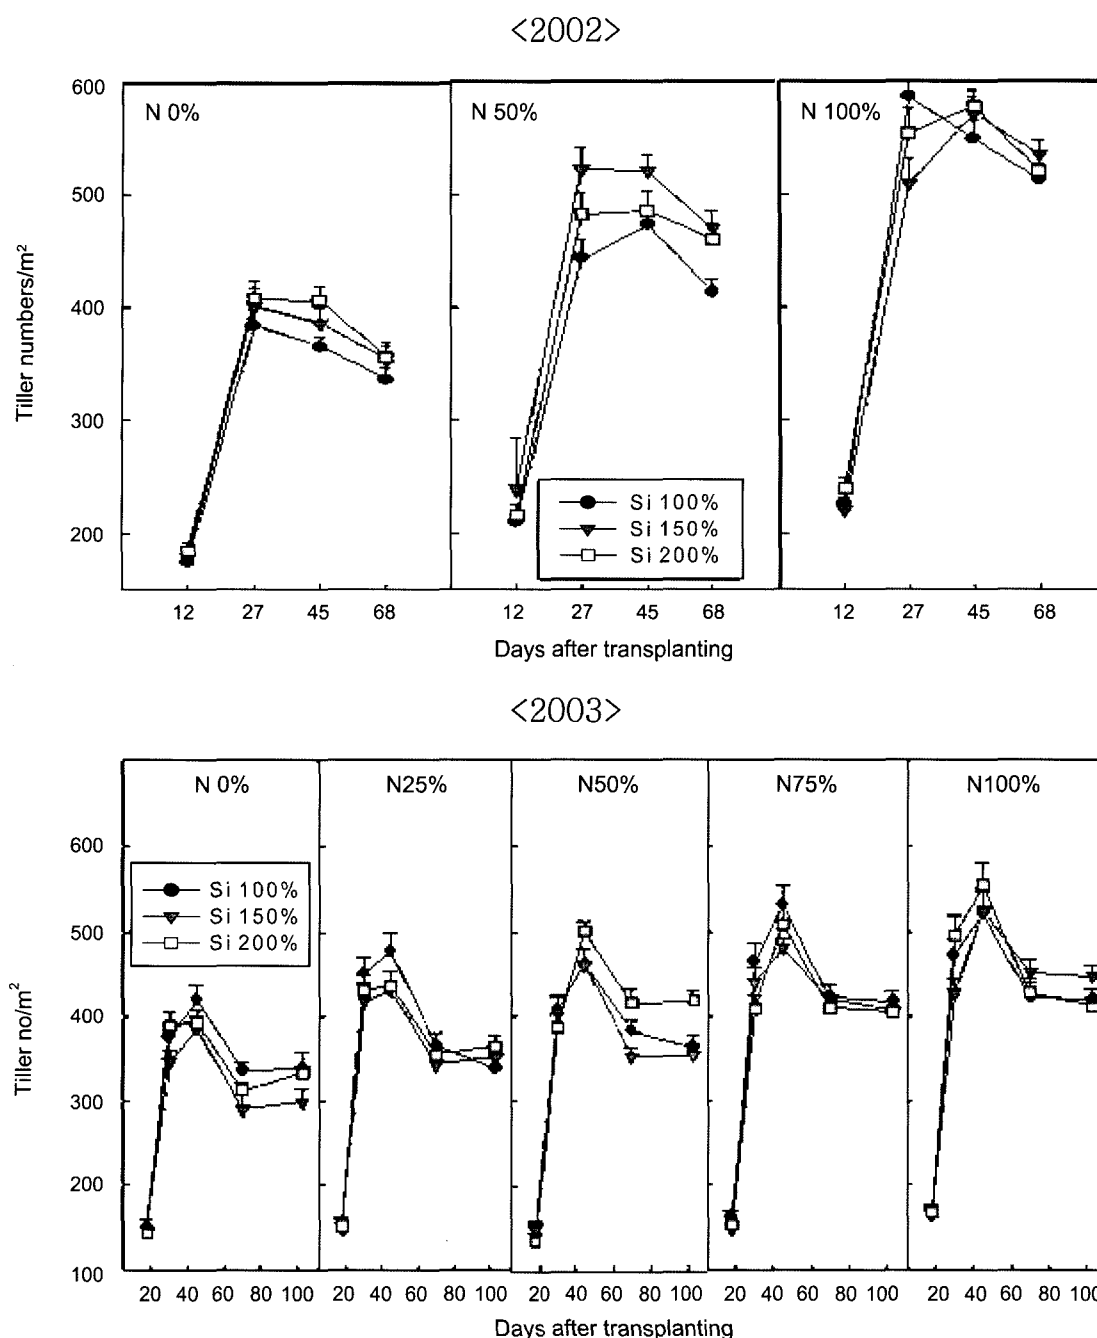 <2002>
600
N 0%
N 50%
N 100%
500
400
300
200
Tiller numbers/m²
Si 100%
Si 150%
Si 200%
12 27 45 68
12 27 45 68
12 27 45 68
Days after transplanting
<2003>
N 0%
N25%
N50%
N75%
N100%
600
500
400
300
200
100
Tiller no/m²
Si 100%
Si 150%
Si 200%
20 40 60 80 100
20 40 60 80 100
20 40 60 80 100
20 40 60 80 100
20 40 60 80 100
Days after transplanting